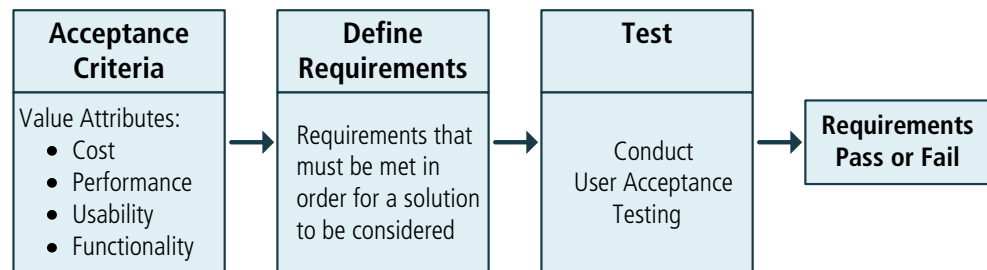 Acceptance
Criteria
Value Attributes:
• Cost
• Performance
• Usability
• Functionality
Define
Requirements
Requirements that
must be met in
order for a solution
to be considered
Test
Conduct
User Acceptance
Testing
Requirements
Pass or Fail